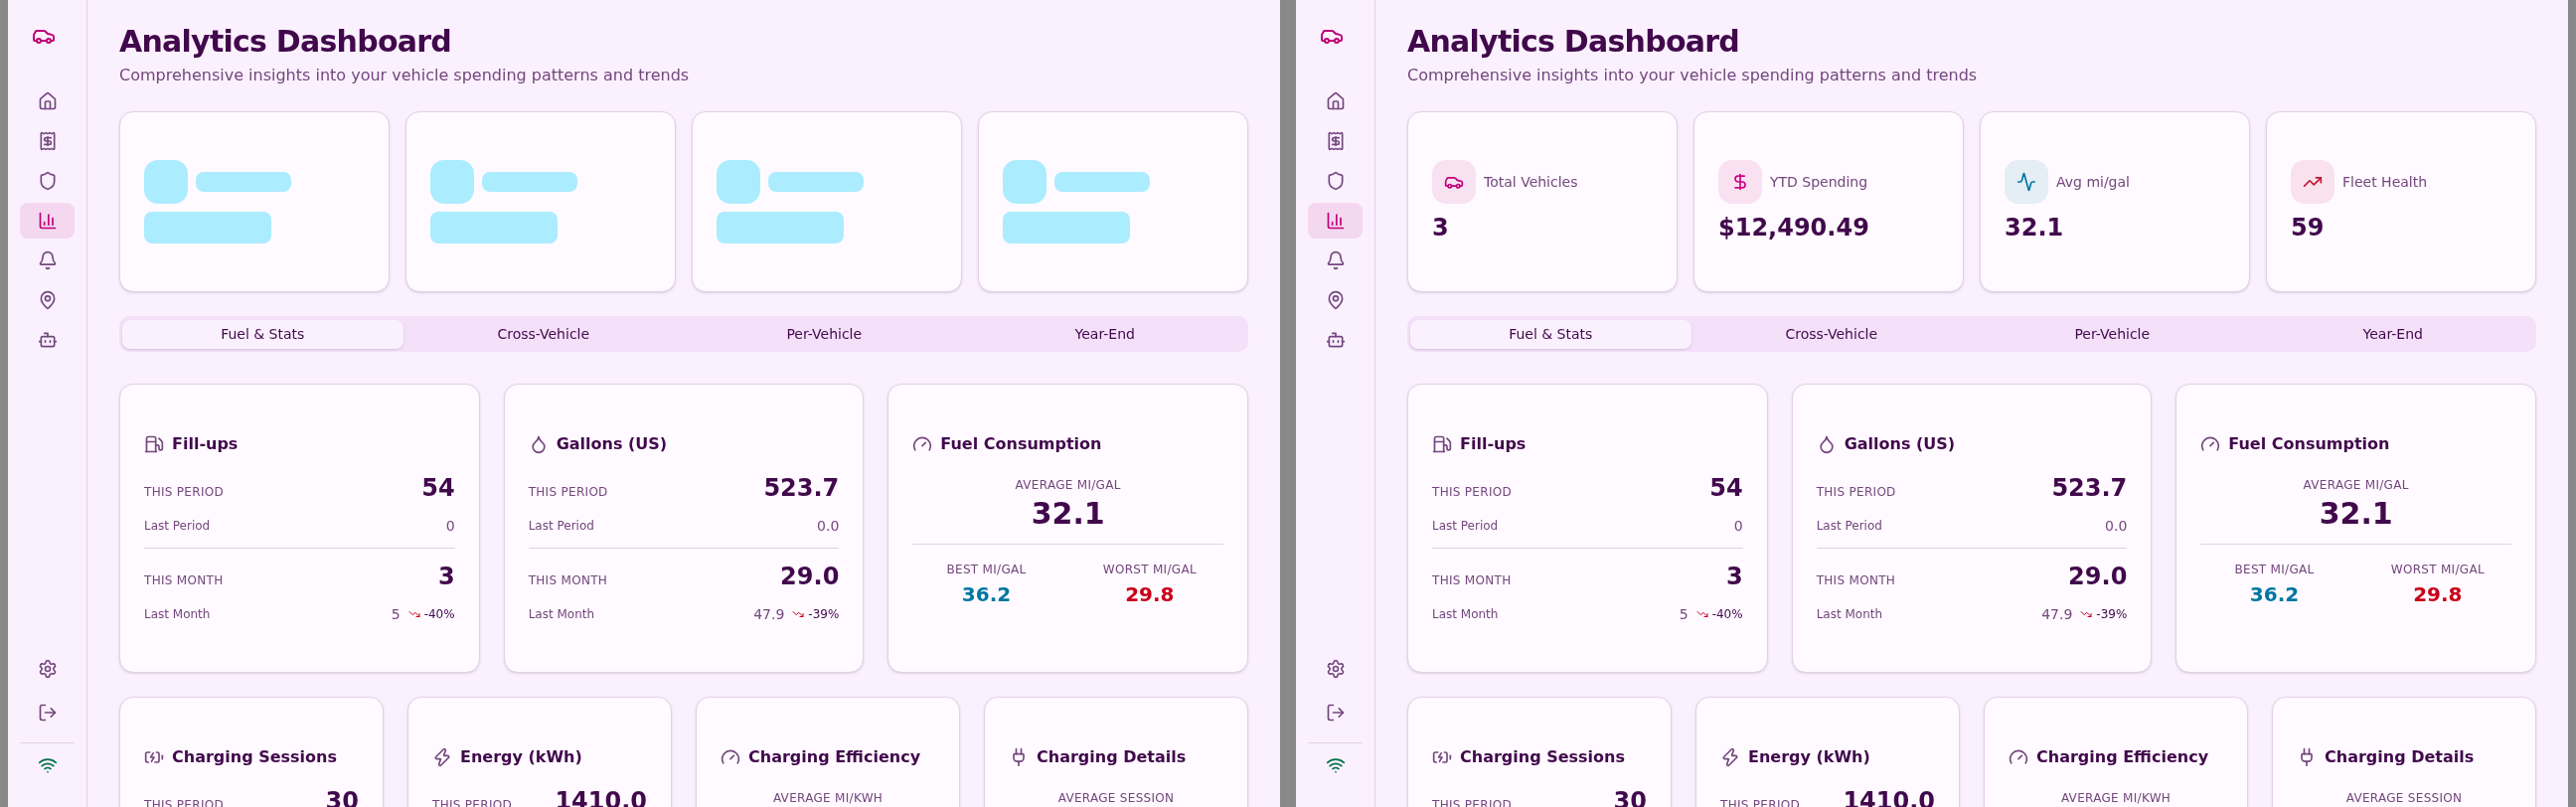 Analytics Dashboard
Comprehensive insights into your vehicle spending patterns and trends
Fuel & Stats Cross-Vehicle Per-Vehicle Year-End
Fill-ups
THIS PERIOD 54
Last Period 0
THIS MONTH 3
Last Month 5 -40%
Gallons (US)
THIS PERIOD 523.7
Last Period 0.0
THIS MONTH 29.0
Last Month 47.9 -39%
Fuel Consumption
AVERAGE MI/GAL
32.1
BEST MI/GAL WORST MI/GAL
36.2 29.8
Charging Sessions
THIS PERIOD 30
Energy (kWh)
THIS PERIOD 1410.0
Charging Efficiency
AVERAGE MI/KWH
Charging Details
AVERAGE SESSION
Analytics Dashboard
Comprehensive insights into your vehicle spending patterns and trends
Total Vehicles
3
YTD Spending
$12,490.49
Avg mi/gal
32.1
Fleet Health
59
Fuel & Stats Cross-Vehicle Per-Vehicle Year-End
Fill-ups
THIS PERIOD 54
Last Period 0
THIS MONTH 3
Last Month 5 -40%
Gallons (US)
THIS PERIOD 523.7
Last Period 0.0
THIS MONTH 29.0
Last Month 47.9 -39%
Fuel Consumption
AVERAGE MI/GAL
32.1
BEST MI/GAL WORST MI/GAL
36.2 29.8
Charging Sessions
THIS PERIOD 30
Energy (kWh)
THIS PERIOD 1410.0
Charging Efficiency
AVERAGE MI/KWH
Charging Details
AVERAGE SESSION